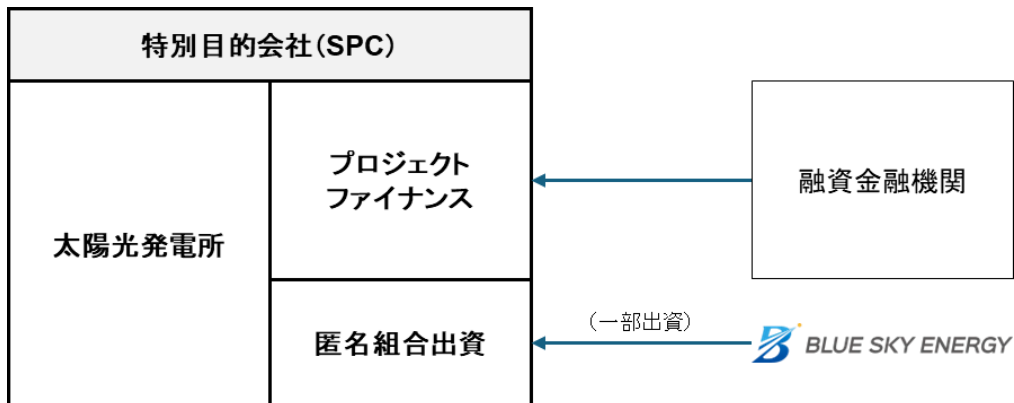 特別目的会社(SPC)
太陽光発電所
プロジェクト
ファイナンス
匿名組合出資
融資金融機関
(一部出資)
BLUE SKY ENERGY